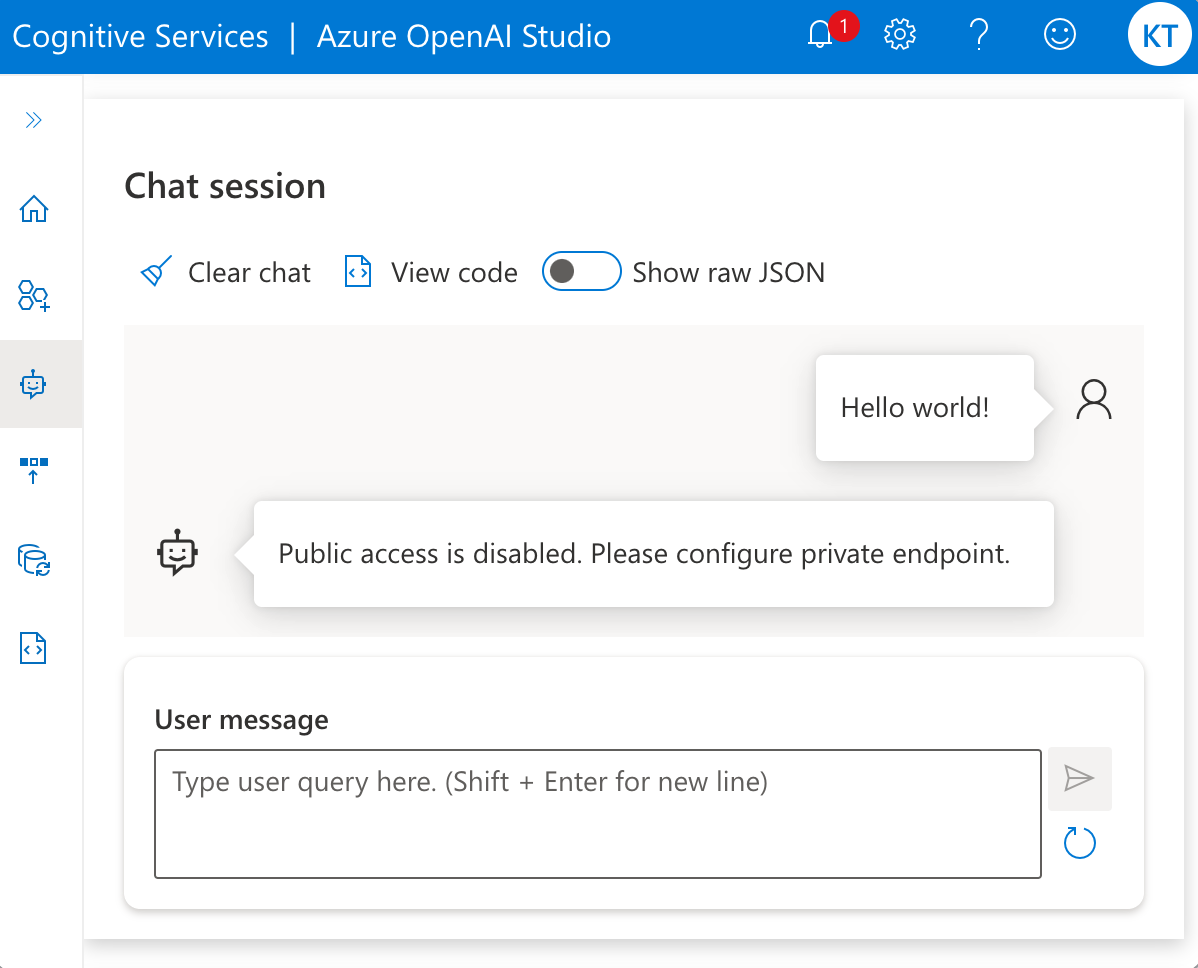 Cognitive Services | Azure OpenAI Studio
1
KT
Chat session
Clear chat
View code
Show raw JSON
Hello world!
Public access is disabled. Please configure private endpoint.
User message
Type user query here. (Shift + Enter for new line)